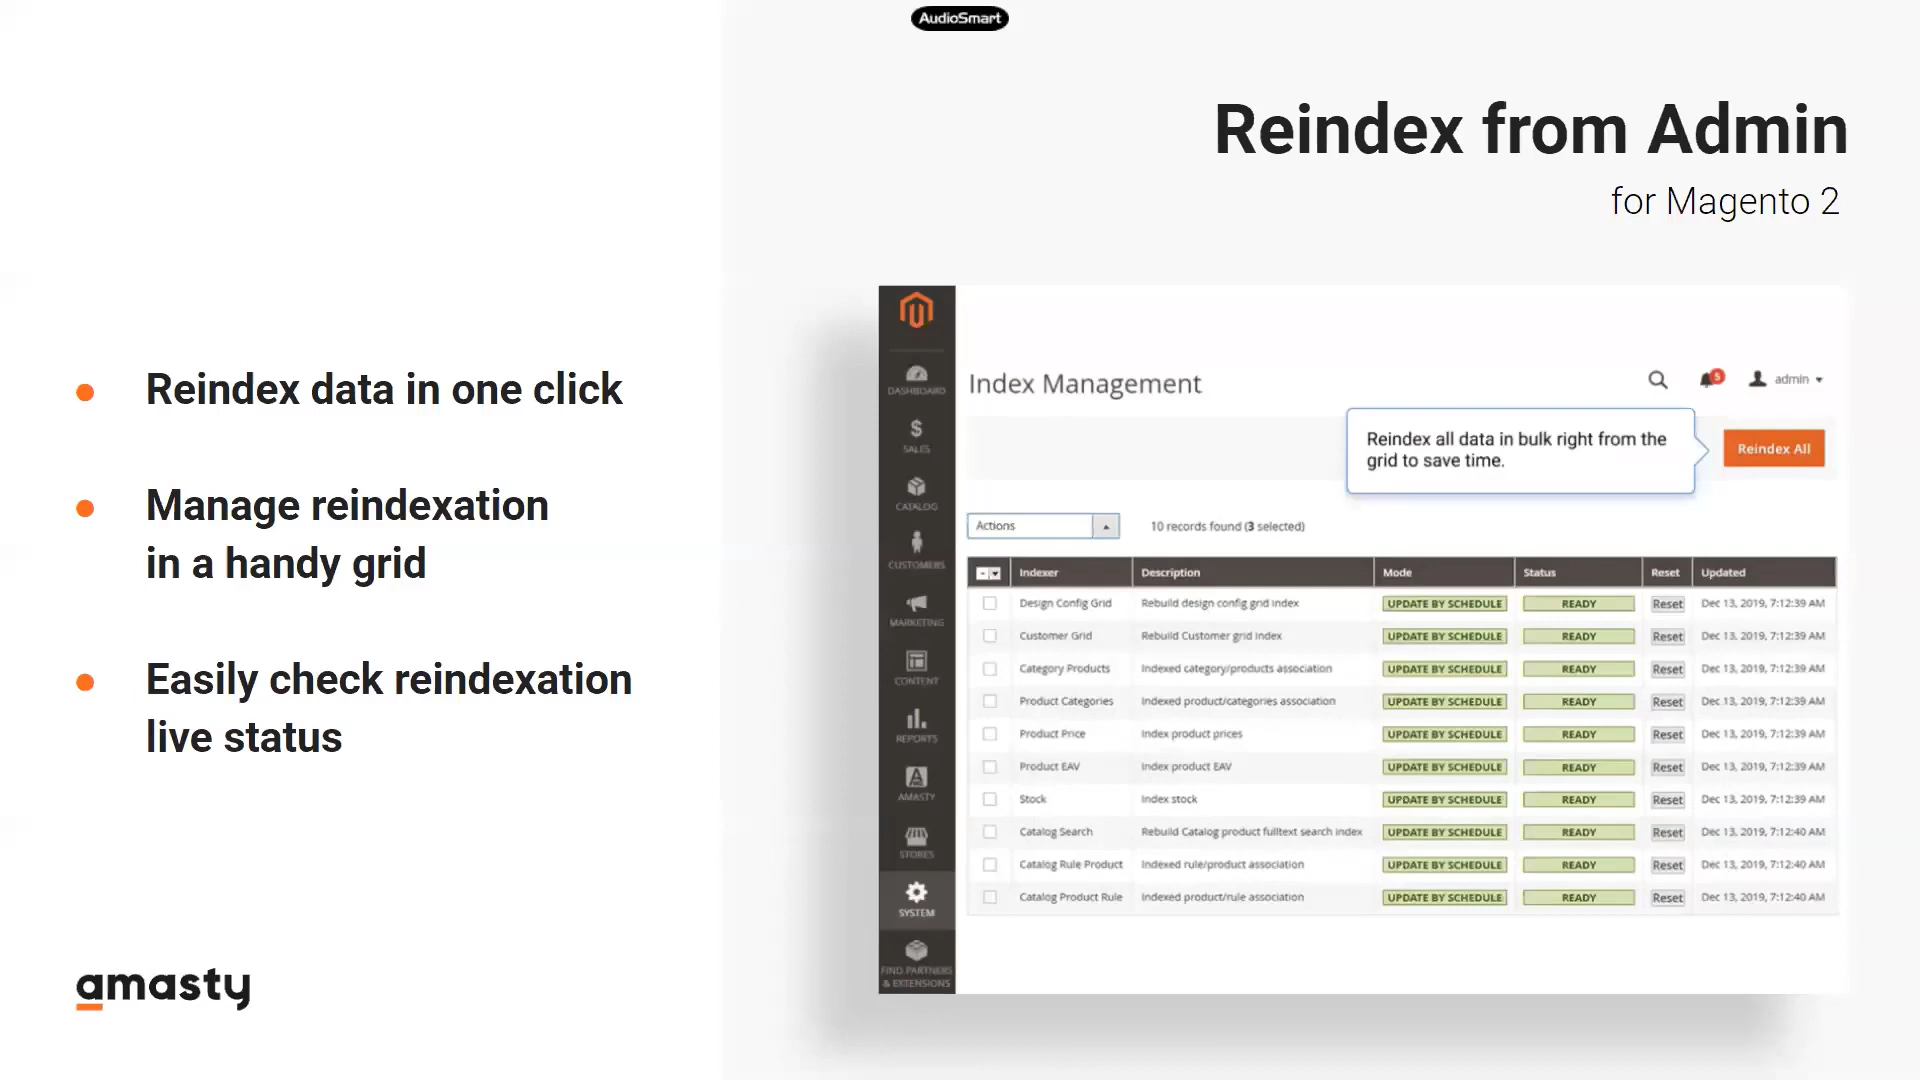 AudioSmart
Reindex from Admin
for Magento 2
Reindex data in one click
Manage reindexation
in a handy grid
Easily check reindexation
live status
amasty
DASHBOARD
SALES
CATALOG
CUSTOMERS
MARKETING
CONTENT
REPORTS
AMASTY
STORES
SYSTEM
FIND PARTNERS
& EXTENSIONS
Index Management
5
admin
Reindex all data in bulk right from the
grid to save time.
Reindex All
Actions
10 records found (3 selected)
Indexer Description Mode Status Reset Updated
Design Config Grid Rebuild design config grid index UPDATE BY SCHEDULE READY Reset Dec 13, 2019, 7:12:39 AM
Customer Grid Rebuild Customer grid index UPDATE BY SCHEDULE READY Reset Dec 13, 2019, 7:12:39 AM
Category Products Indexed category/products association UPDATE BY SCHEDULE READY Reset Dec 13, 2019, 7:12:39 AM
Product Categories Indexed product/categories association UPDATE BY SCHEDULE READY Reset Dec 13, 2019, 7:12:39 AM
Product Price Index product prices UPDATE BY SCHEDULE READY Reset Dec 13, 2019, 7:12:39 AM
Product EAV Index product EAV UPDATE BY SCHEDULE READY Reset Dec 13, 2019, 7:12:39 AM
Stock Index stock UPDATE BY SCHEDULE READY Reset Dec 13, 2019, 7:12:39 AM
Catalog Search Rebuild Catalog product fulltext search index UPDATE BY SCHEDULE READY Reset Dec 13, 2019, 7:12:40 AM
Catalog Rule Product Indexed rule/product association UPDATE BY SCHEDULE READY Reset Dec 13, 2019, 7:12:40 AM
Catalog Product Rule Indexed product/rule association UPDATE BY SCHEDULE READY Reset Dec 13, 2019, 7:12:40 AM